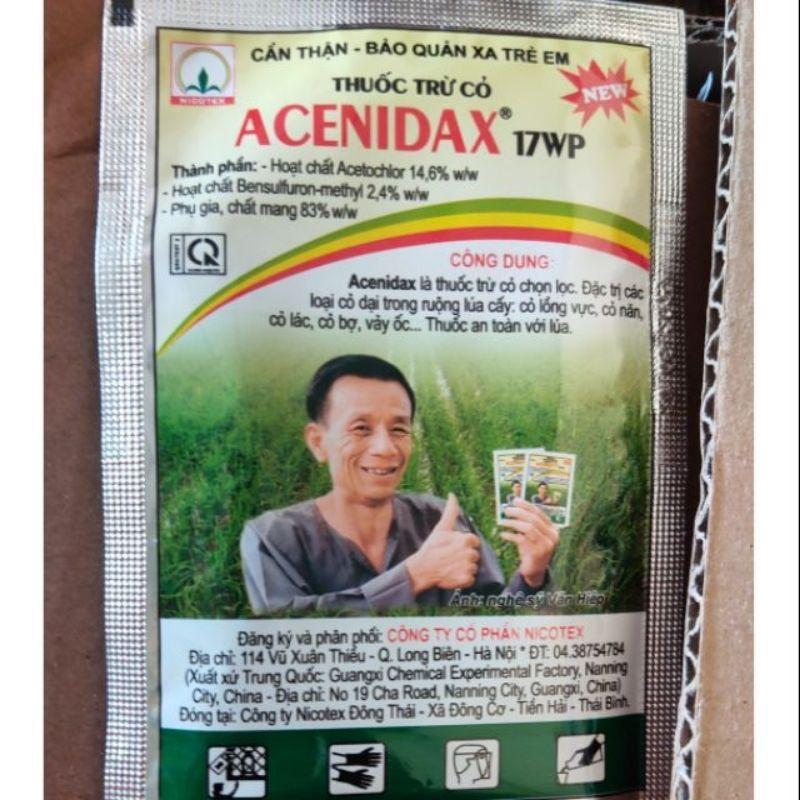 CẨN THẬN - BẢO QUẢN XA TRẺ EM
NICOTEX
THUỐC TRỪ CỎ
NEW
ACENIDAX® 17WP
Thành phần: - Hoạt chất Acetochlor 14,6% w/w
- Hoạt chất Bensulfuron-methyl 2,4% w/w
- Phụ gia, chất mang 83% w/w
CÔNG DỤNG:
Acenidax là thuốc trừ cỏ chọn lọc. Đặc trị các
loại cỏ dại trong ruộng lúa cấy: cỏ lồng vực, cỏ năn,
cỏ lác, cỏ bợ, vảy ốc... Thuốc an toàn với lúa.
Ảnh: nghệ sỹ Văn Hiệp
Đăng ký và phân phối: CÔNG TY CỔ PHẦN NICOTEX
Địa chỉ: 114 Vũ Xuân Thiều - Q. Long Biên - Hà Nội * ĐT: 04.38754784
(Xuất xứ Trung Quốc: Guangxi Chemical Experimental Factory, Nanning
City, China - Địa chỉ: No 19 Cha Road, Nanning City, Guangxi, China)
Đóng tại: Công ty Nicotex Đông Thái - Xã Đông Cơ - Tiền Hải - Thái Bình.